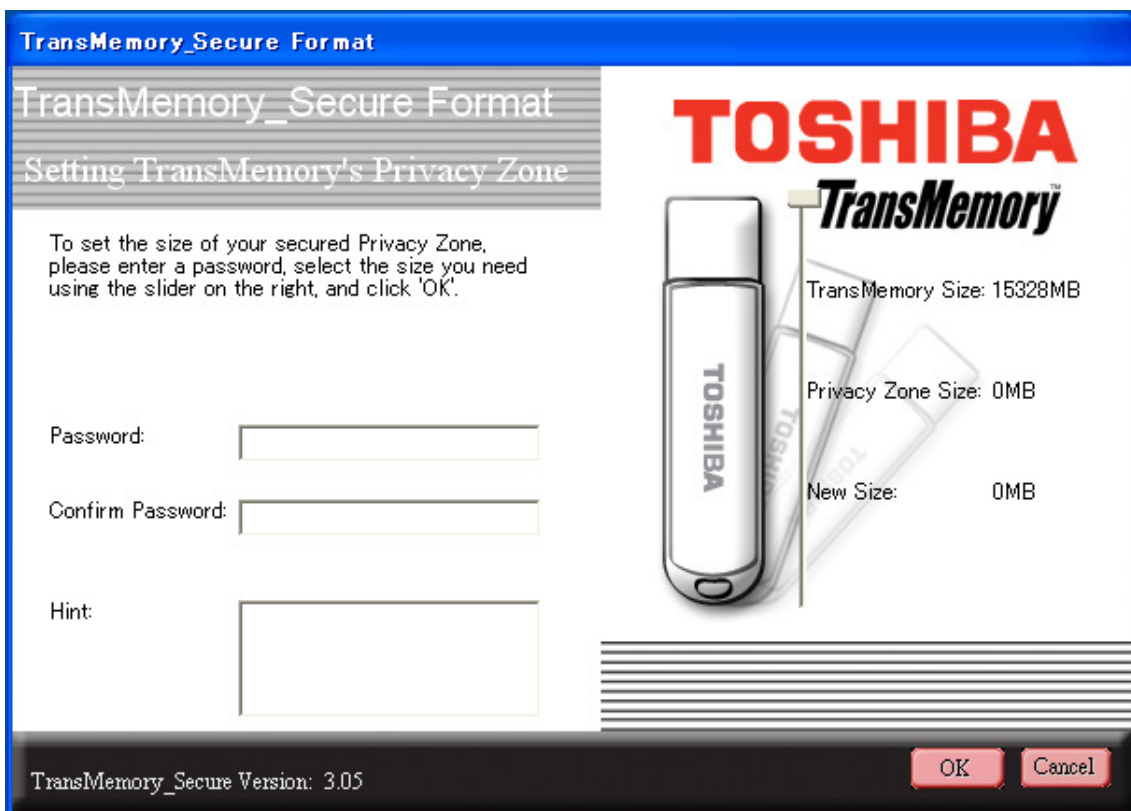 TransMemory_Secure Format
TransMemory_Secure Format
Setting TransMemory's Privacy Zone
To set the size of your secured Privacy Zone,
please enter a password, select the size you need
using the slider on the right, and click 'OK'.
Password:
Confirm Password:
Hint:
TOSHIBA
TransMemory™
TOSHIBA
TransMemory Size: 15328MB
Privacy Zone Size: 0MB
New Size: 0MB
TOSHIBA
TOSHIBA
TransMemory_Secure Version: 3.05
OK
Cancel